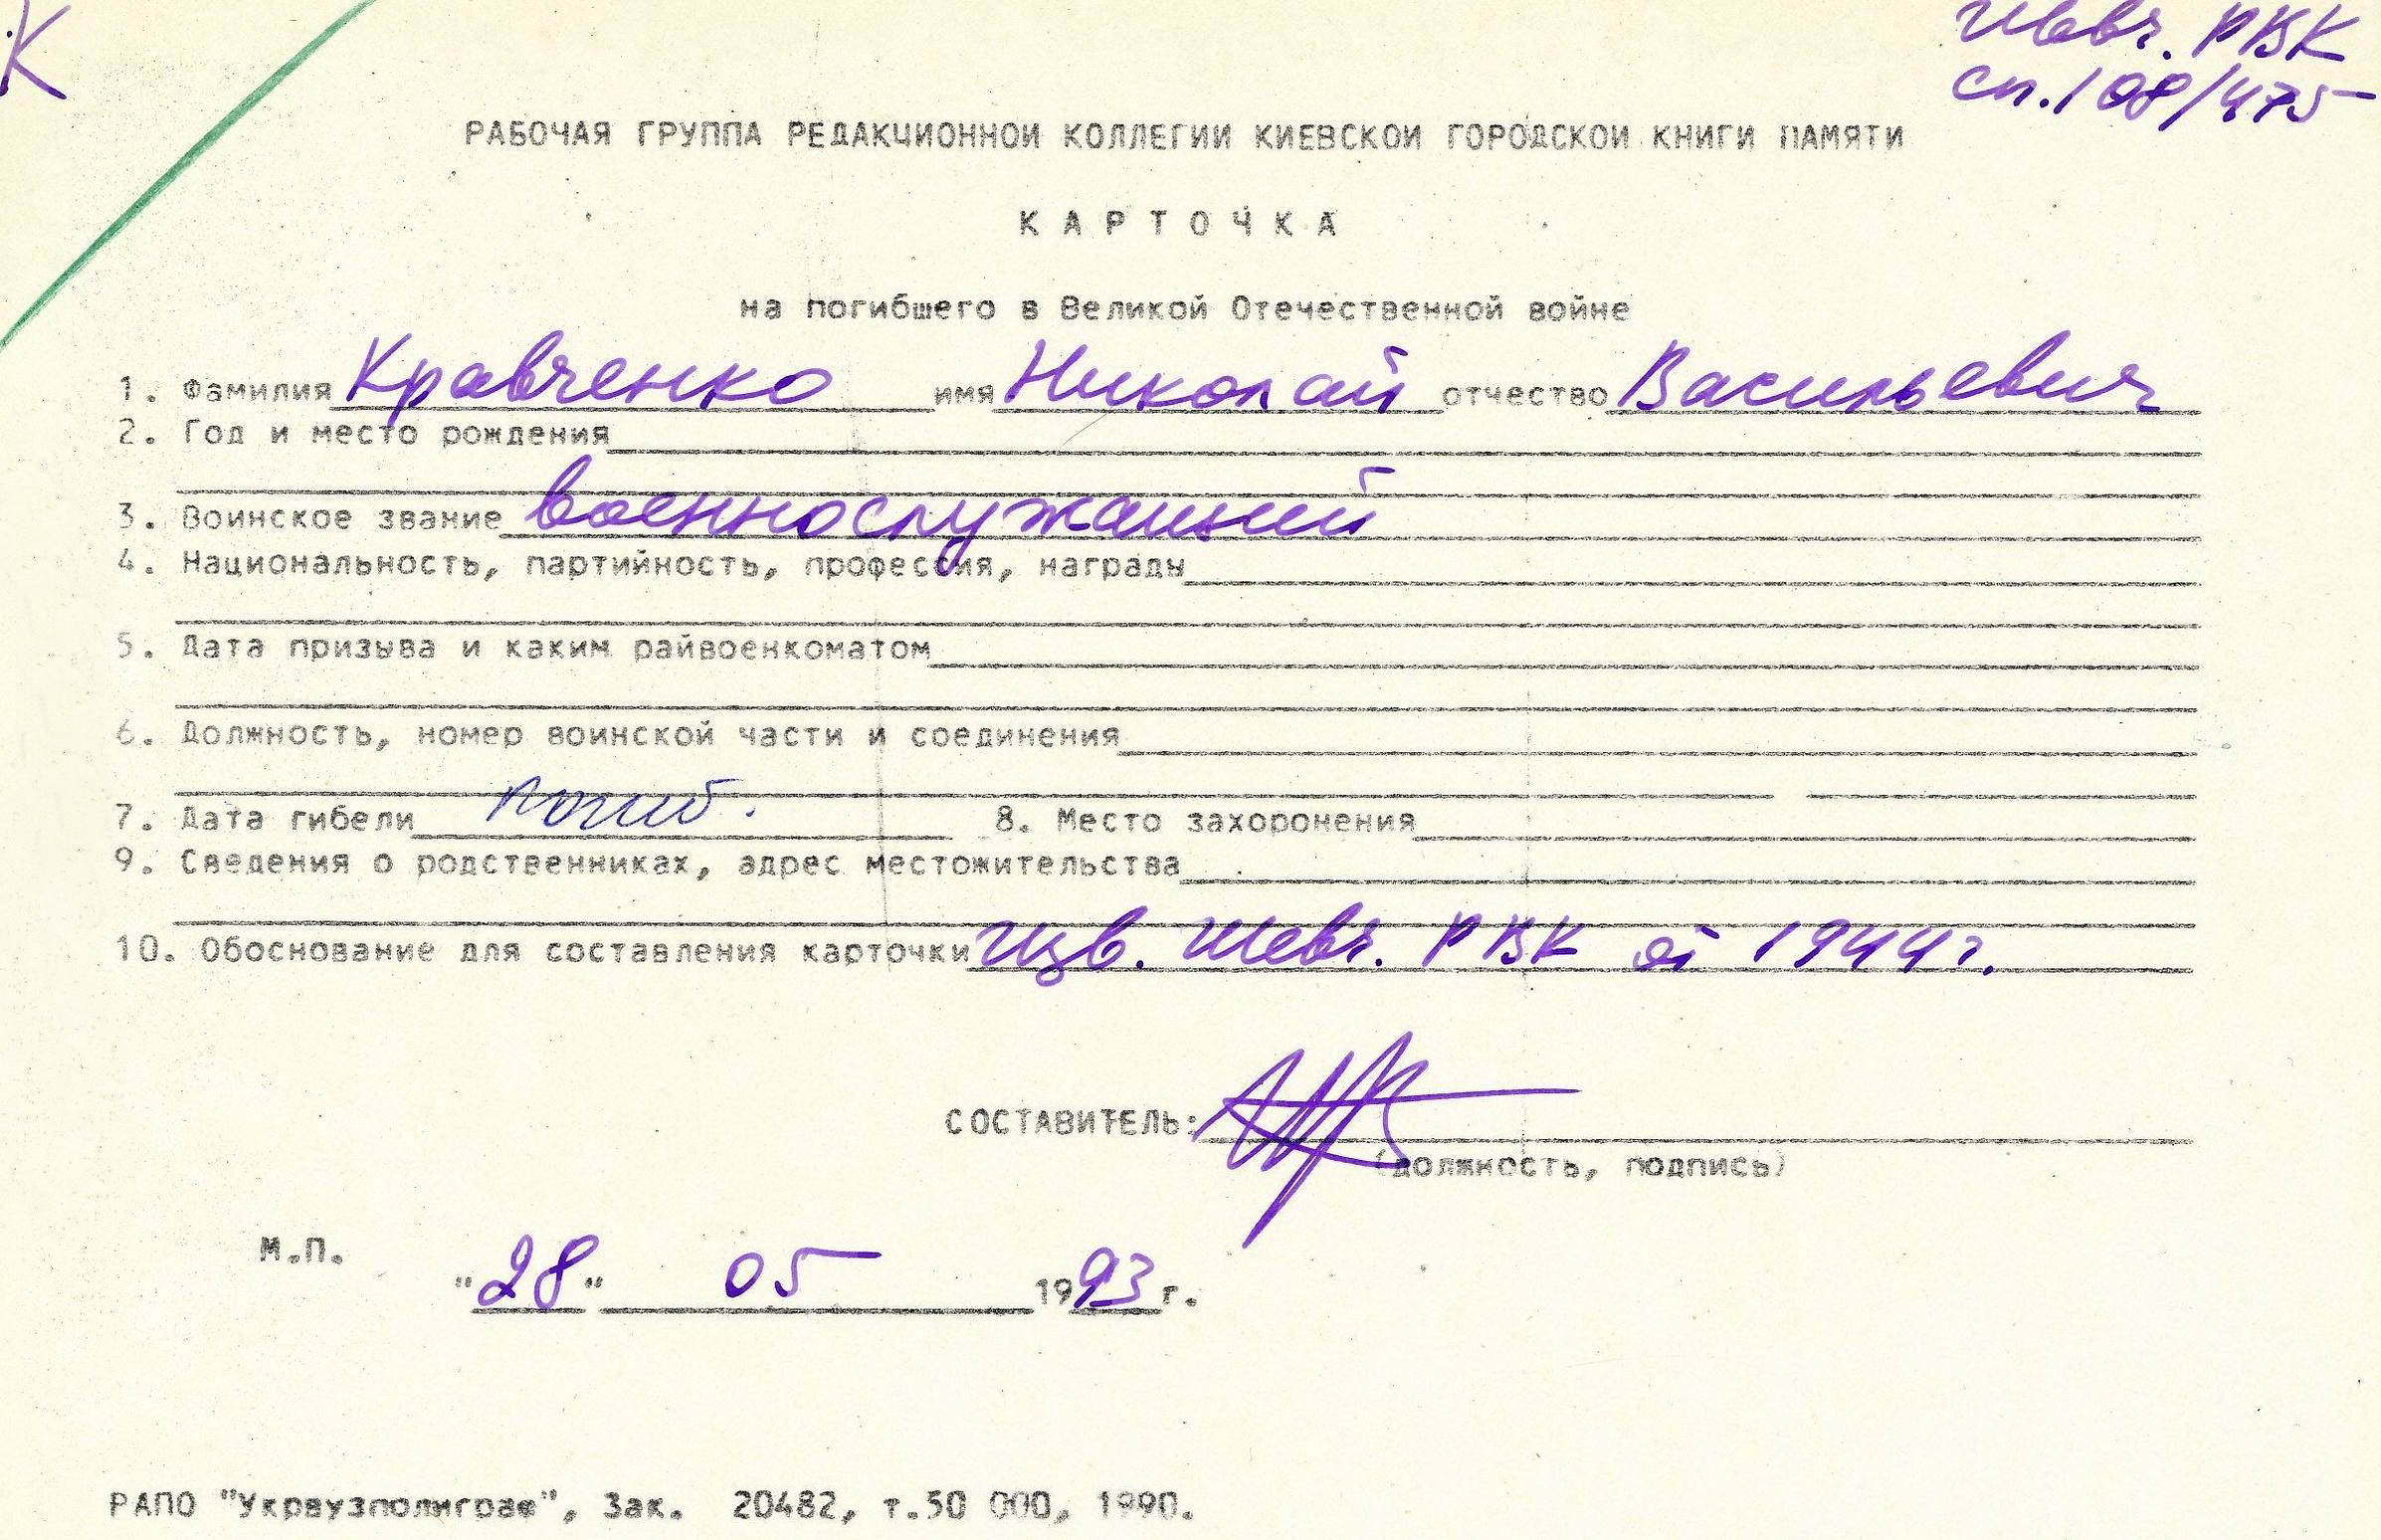 К
Шевч. РВК
сп.108/475
РАБОЧАЯ ГРУППА РЕДАКЦИОННОЙ КОЛЛЕГИИ КИЕВСКОЙ ГОРОДСКОЙ КНИГИ ПАМЯТИ
КАРТОЧКА
на погибшего в Великой Отечественной войне
1. Фамилия Кравченко имя Николай отчество Васильевич
2. Год и место рождения
3. Воинское звание военнослужащий
4. Национальность, партийность, профессия, награды
5. Дата призыва и каким райвоенкоматом
6. Должность, номер воинской части и соединения
7. Дата гибели погиб. 8. Место захоронения
9. Сведения о родственниках, адрес местожительства
10. Обоснование для составления карточки Изв. Шевч. РВК от 1944г.
СОСТАВИТЕЛЬ:
(должность, подпись)
М.П.
"28" 05 1993г.
РАПО "Укрвузполиграф", Зак. 20482, т.50 000, 1990.